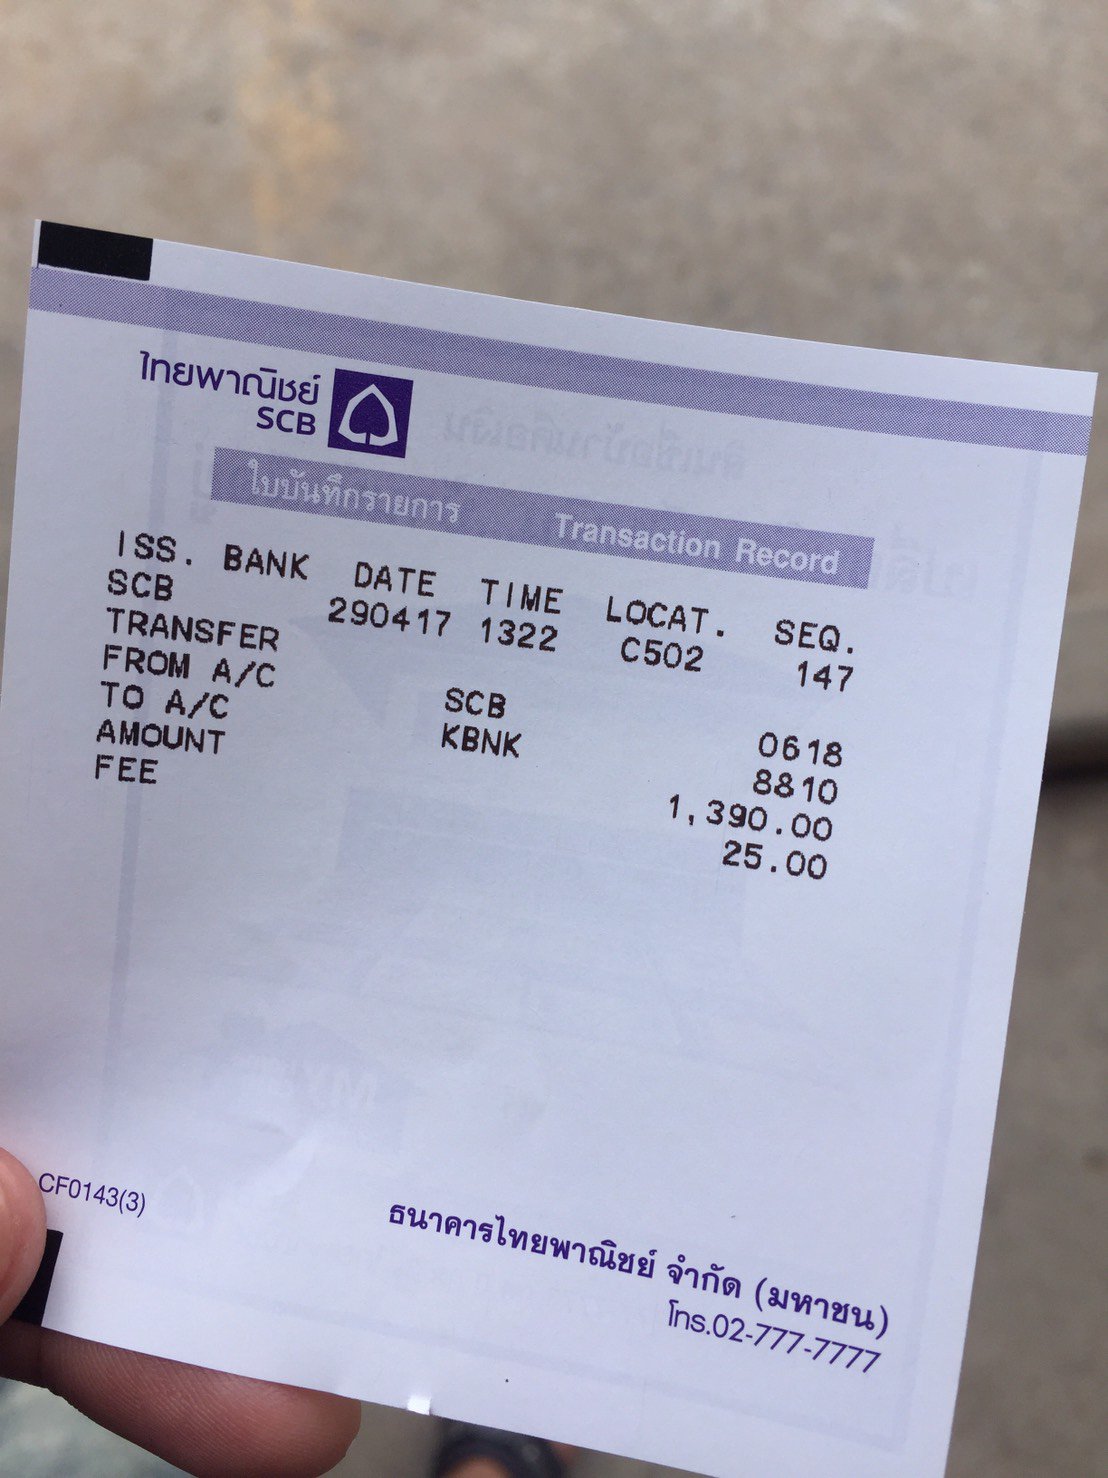 ไทยพาณิชย์
SCB
ใบบันทึกรายการ Transaction Record
ISS. BANK DATE TIME LOCAT. SEQ.
SCB 290417 1322 C502 147
TRANSFER
FROM A/C SCB 0618
TO A/C KBNK 8810
AMOUNT 1,390.00
FEE 25.00
CF0143(3)
ธนาคารไทยพาณิชย์ จำกัด (มหาชน)
โทร.02-777-7777